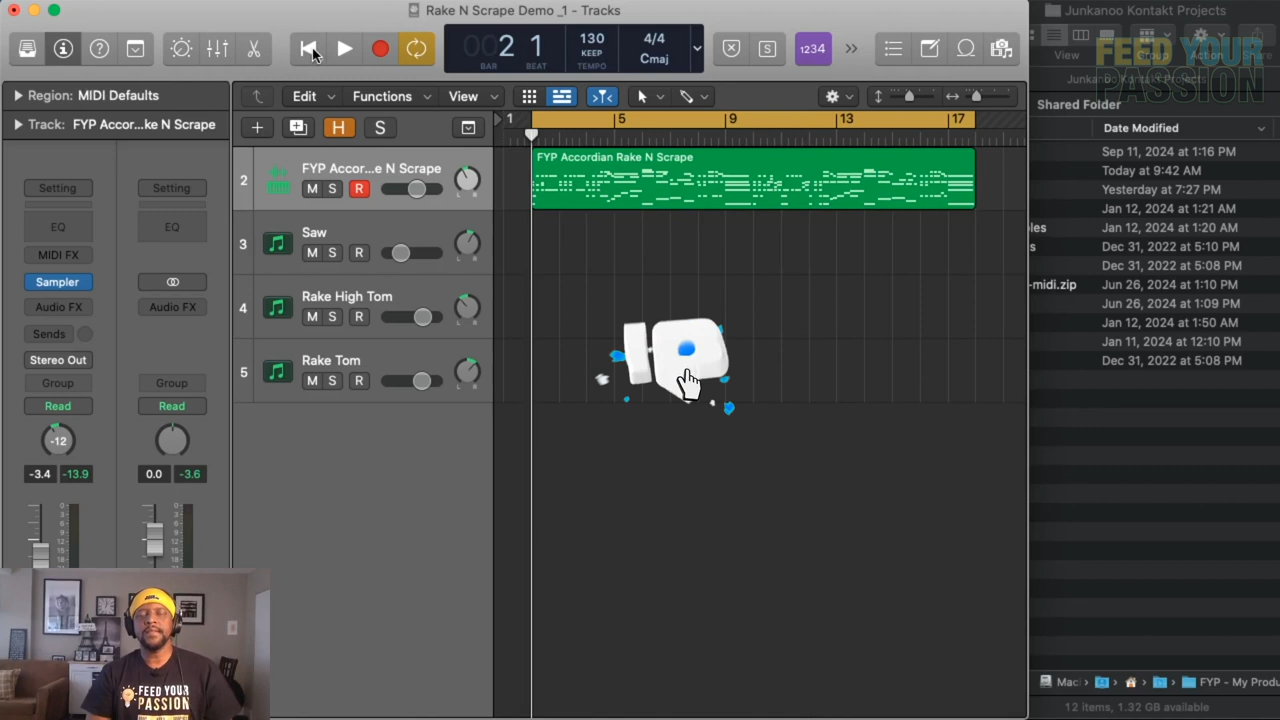 Rake N Scrape Demo _1 - Tracks
Junkanoo Kontakt Projects
FEED YOUR
PASSION
2 1
BAR BEAT
130
KEEP
TEMPO
4/4
Cmaj
S
1234
View
Group
Action
Junkanoo Kontakt Projects
Region: MIDI Defaults
Track: FYP Accor...ke N Scrape
Edit
Functions
View
H
S
1
5
9
13
17
Shared Folder
Date Modified
Sep 11, 2024 at 1:16 PM
Today at 9:42 AM
Yesterday at 7:27 PM
Jan 12, 2024 at 1:21 AM
les Jan 12, 2024 at 1:20 AM
s Dec 31, 2022 at 5:10 PM
Dec 31, 2022 at 5:08 PM
-midi.zip Jun 26, 2024 at 1:10 PM
Jun 26, 2024 at 1:09 PM
Jan 12, 2024 at 1:50 AM
Jan 11, 2024 at 12:10 PM
Dec 31, 2022 at 5:08 PM
Setting Setting
EQ EQ
MIDI FX
Sampler
Audio FX Audio FX
Sends
Stereo Out
Group Group
Read Read
-12
-3.4 -13.9 0.0 -3.6
2 FYP Accor...e N Scrape
M S R
L R
FYP Accordian Rake N Scrape
3 Saw
M S R
L R
4 Rake High Tom
M S R
L R
5 Rake Tom
M S R
L R
FEED YOUR
PASSION
FYP - My Produ
12 items, 1.32 GB available